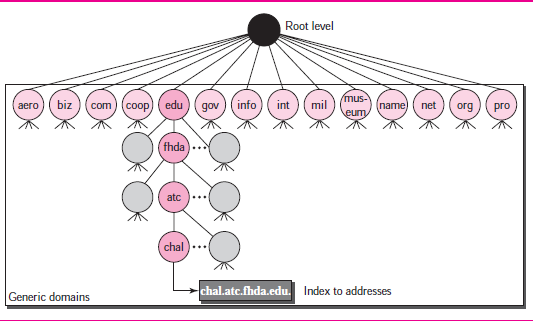 Root level
aero biz com coop edu gov info int mil mus-
eum name net org pro
fhda
atc
chal
chal.atc.fhda.edu. Index to addresses
Generic domains